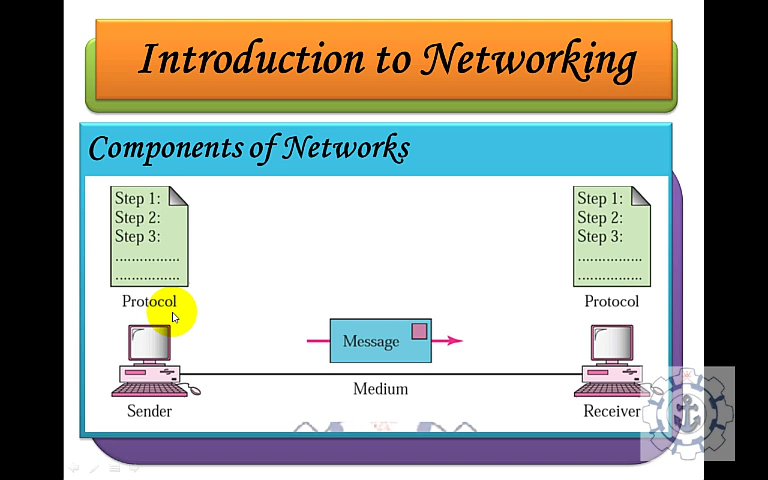 Introduction to Networking
Components of Networks
Step 1:
Step 2:
Step 3:
....................
....................
Protocol
Step 1:
Step 2:
Step 3:
....................
....................
Protocol
Message
Medium
Sender
Receiver